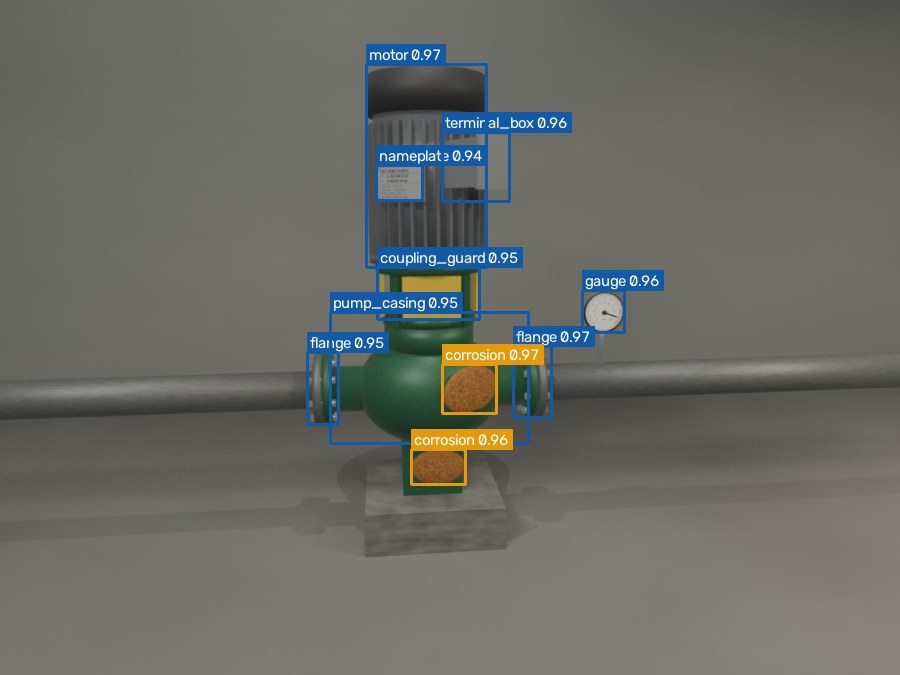 motor 0.97
terminal_box 0.96
nameplate 0.94
coupling_guard 0.95
gauge 0.96
pump_casing 0.95
flange 0.95
flange 0.97
corrosion 0.97
corrosion 0.96